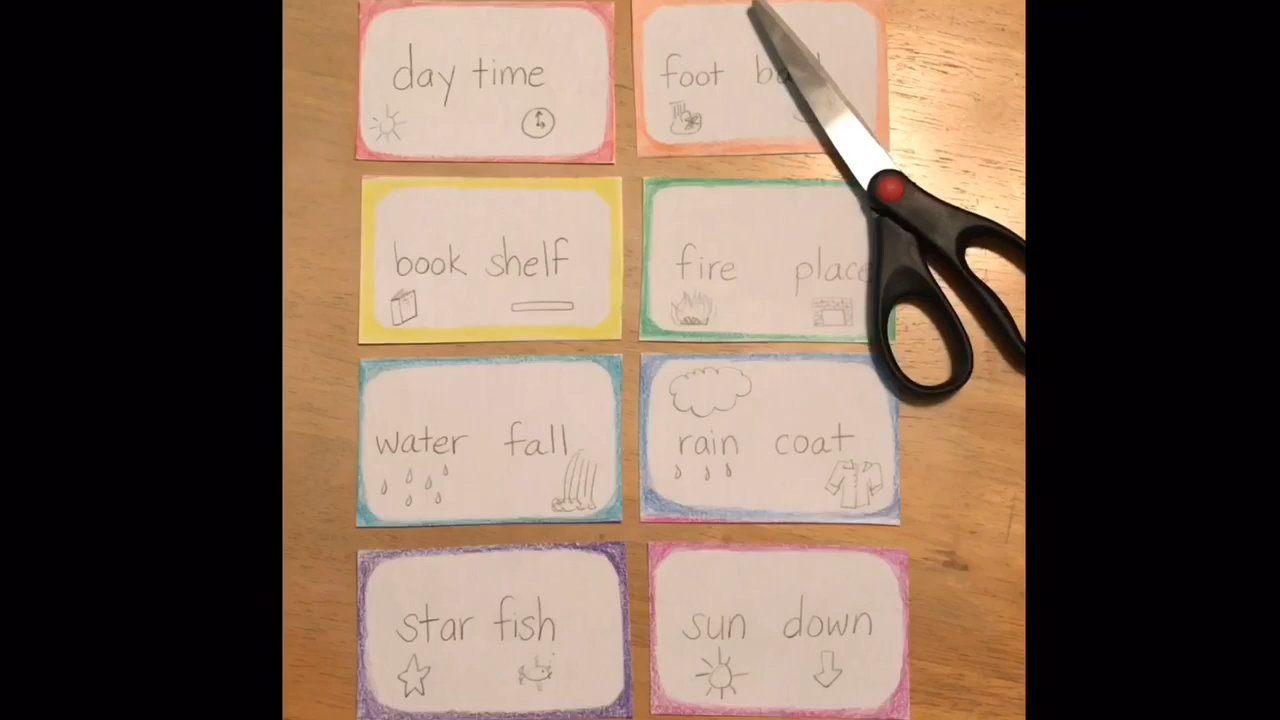 day time
foot
book shelf
fire place
water fall
rain coat
star fish
sun down